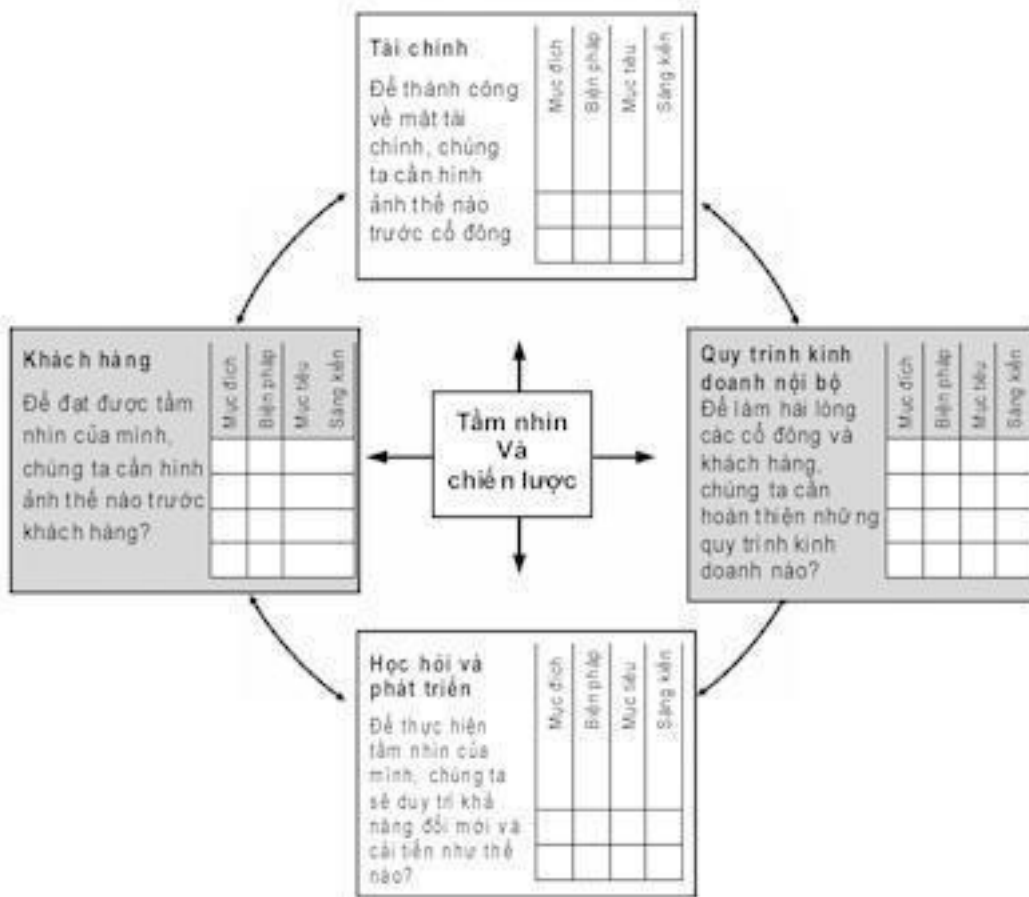 Tài chính
Để thành công
về mặt tài
chính, chúng
ta cần hình
ảnh thế nào
trước cổ đông
Mục đích
Biện pháp
Mục tiêu
Sáng kiến
Khách hàng
Để đạt được tầm
nhìn của mình,
chúng ta cần hình
ảnh thế nào trước
khách hàng?
Mục đích
Biện pháp
Mục tiêu
Sáng kiến
Tầm nhìn
Và
chiến lược
Quy trình kinh
doanh nội bộ
Để làm hài lòng
các cổ đông và
khách hàng,
chúng ta cần
hoàn thiện những
quy trình kinh
doanh nào?
Mục đích
Biện pháp
Mục tiêu
Sáng kiến
Học hỏi và
phát triển
Để thực hiện
tầm nhìn của
mình, chúng ta
sẽ duy trì khả
năng đổi mới và
cải tiến như thế
nào?
Mục đích
Biện pháp
Mục tiêu
Sáng kiến